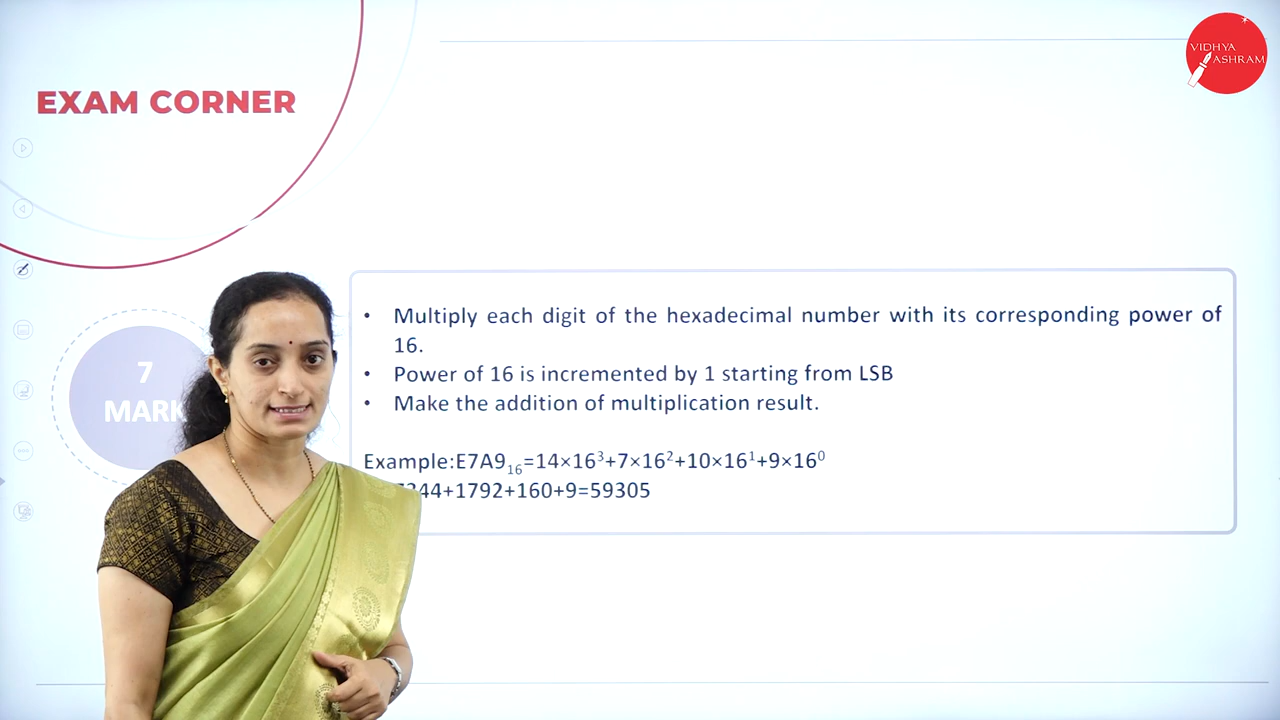 VIDHYA
ASHRAM
EXAM CORNER
7
MARK
• Multiply each digit of the hexadecimal number with its corresponding power of
16.
• Power of 16 is incremented by 1 starting from LSB
• Make the addition of multiplication result.
Example:E7A9₁₆=14×16³+7×16²+10×16¹+9×16⁰
344+1792+160+9=59305